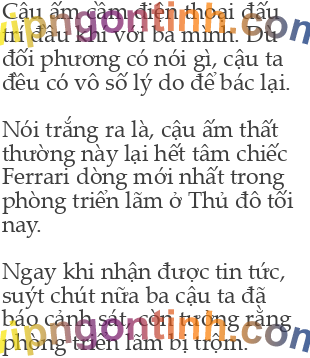 Cậu ấm cầm điện thoại đấu
trí đấu khí với ba mình. Dù
đối phương có nói gì, cậu ta
đều có vô số lý do để bác lại.
Nói trắng ra là, cậu ấm thất
thường này lại hết tâm chiếc
Ferrari dòng mới nhất trong
phòng triển lãm ở Thủ đô tối
nay.
Ngay khi nhận được tin tức,
suýt chút nữa ba cậu ta đã
báo cảnh sát, còn tưởng rằng
phòng triển lãm bị trộm.